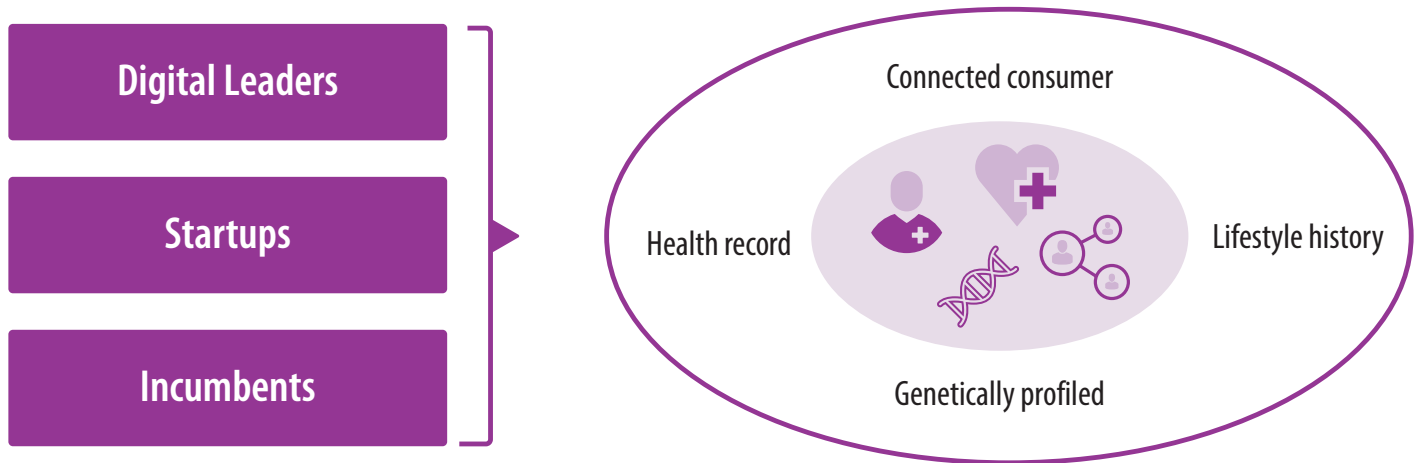 Digital Leaders
Startups
Incumbents
Connected consumer
Health record
Lifestyle history
Genetically profiled